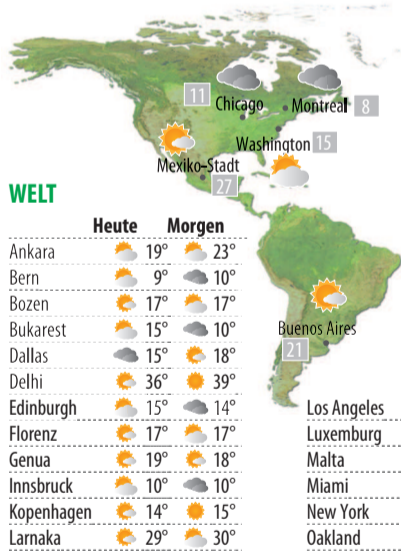 11
Chicago
Montreal 8
Washington 15
Mexiko-Stadt
27
WELT
Heute Morgen
Ankara 19° 23°
Bern 9° 10°
Bozen 17° 17°
Bukarest 15° 10°
Dallas 15° 18°
Delhi 36° 39°
Edinburgh 15° 14°
Florenz 17° 17°
Genua 19° 18°
Innsbruck 10° 10°
Kopenhagen 14° 15°
Larnaka 29° 30°
Buenos Aires
21
Los Angeles
Luxemburg
Malta
Miami
New York
Oakland